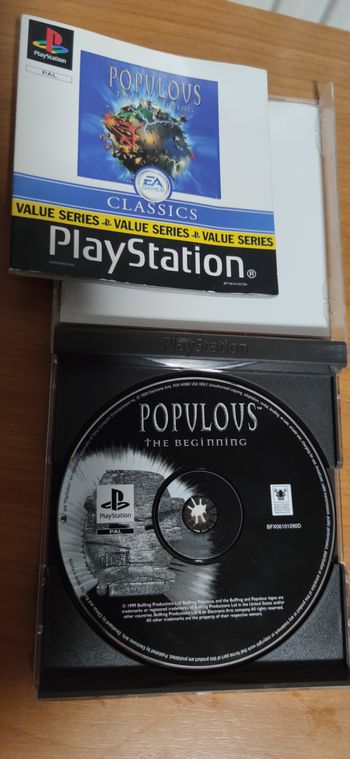 PlayStation
PAL
POPULOUS
THE BEGINNING
EA GAMES
CLASSICS
VALUE SERIES VALUE SERIES VALUE SERIES
PlayStation®
PlayStation
POPULOUS™
THE BEGINNING
PlayStation
PAL
BFX06101290D
© 1999 Bullfrog Productions Ltd Bullfrog, Populous, and the Bullfrog and Populous logos are
trademarks or registered trademarks of Bullfrog Productions Ltd in the United States and/or
other countries. Bullfrog Productions Ltd is an Electronic Arts company. All rights reserved.
All other trademarks are the property of their respective owners.